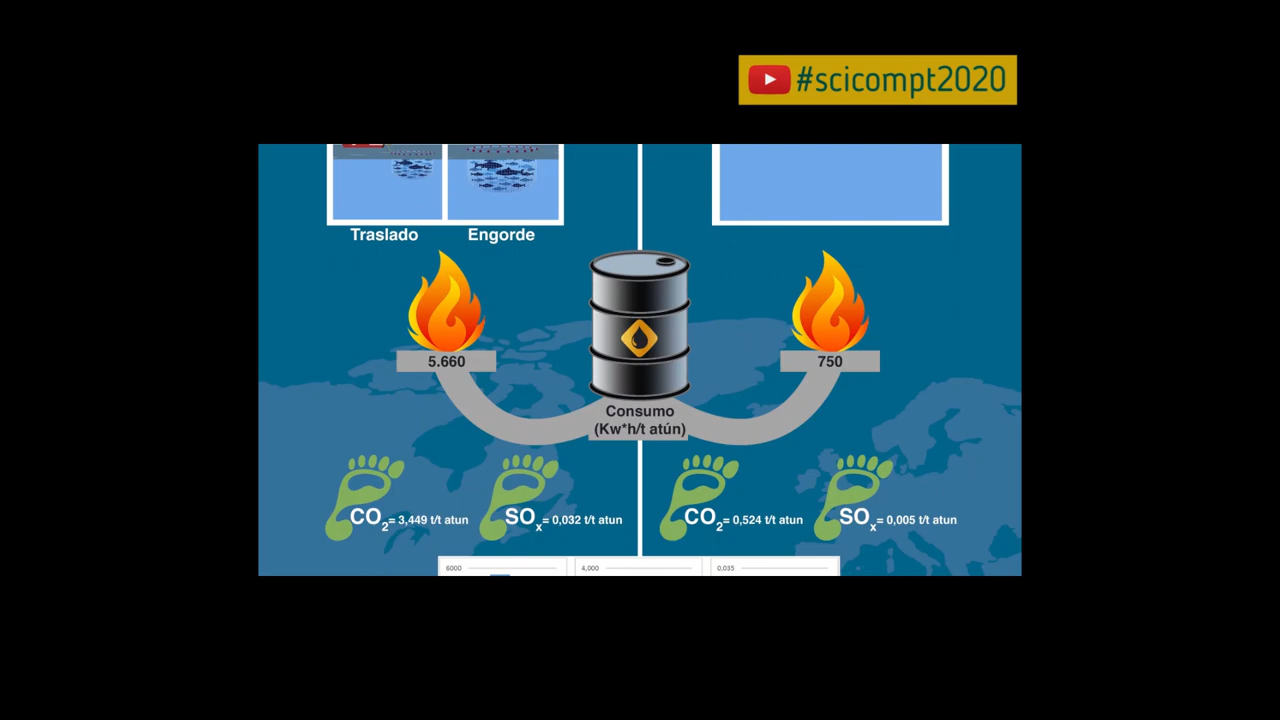 #scicompt2020
Traslado
Engorde
5.660
750
Consumo
(Kw*h/t atún)
CO2= 3,449 t/t atun
SOx= 0,032 t/t atun
CO2= 0,524 t/t atun
SOx= 0,005 t/t atun
6000
4,000
0,035